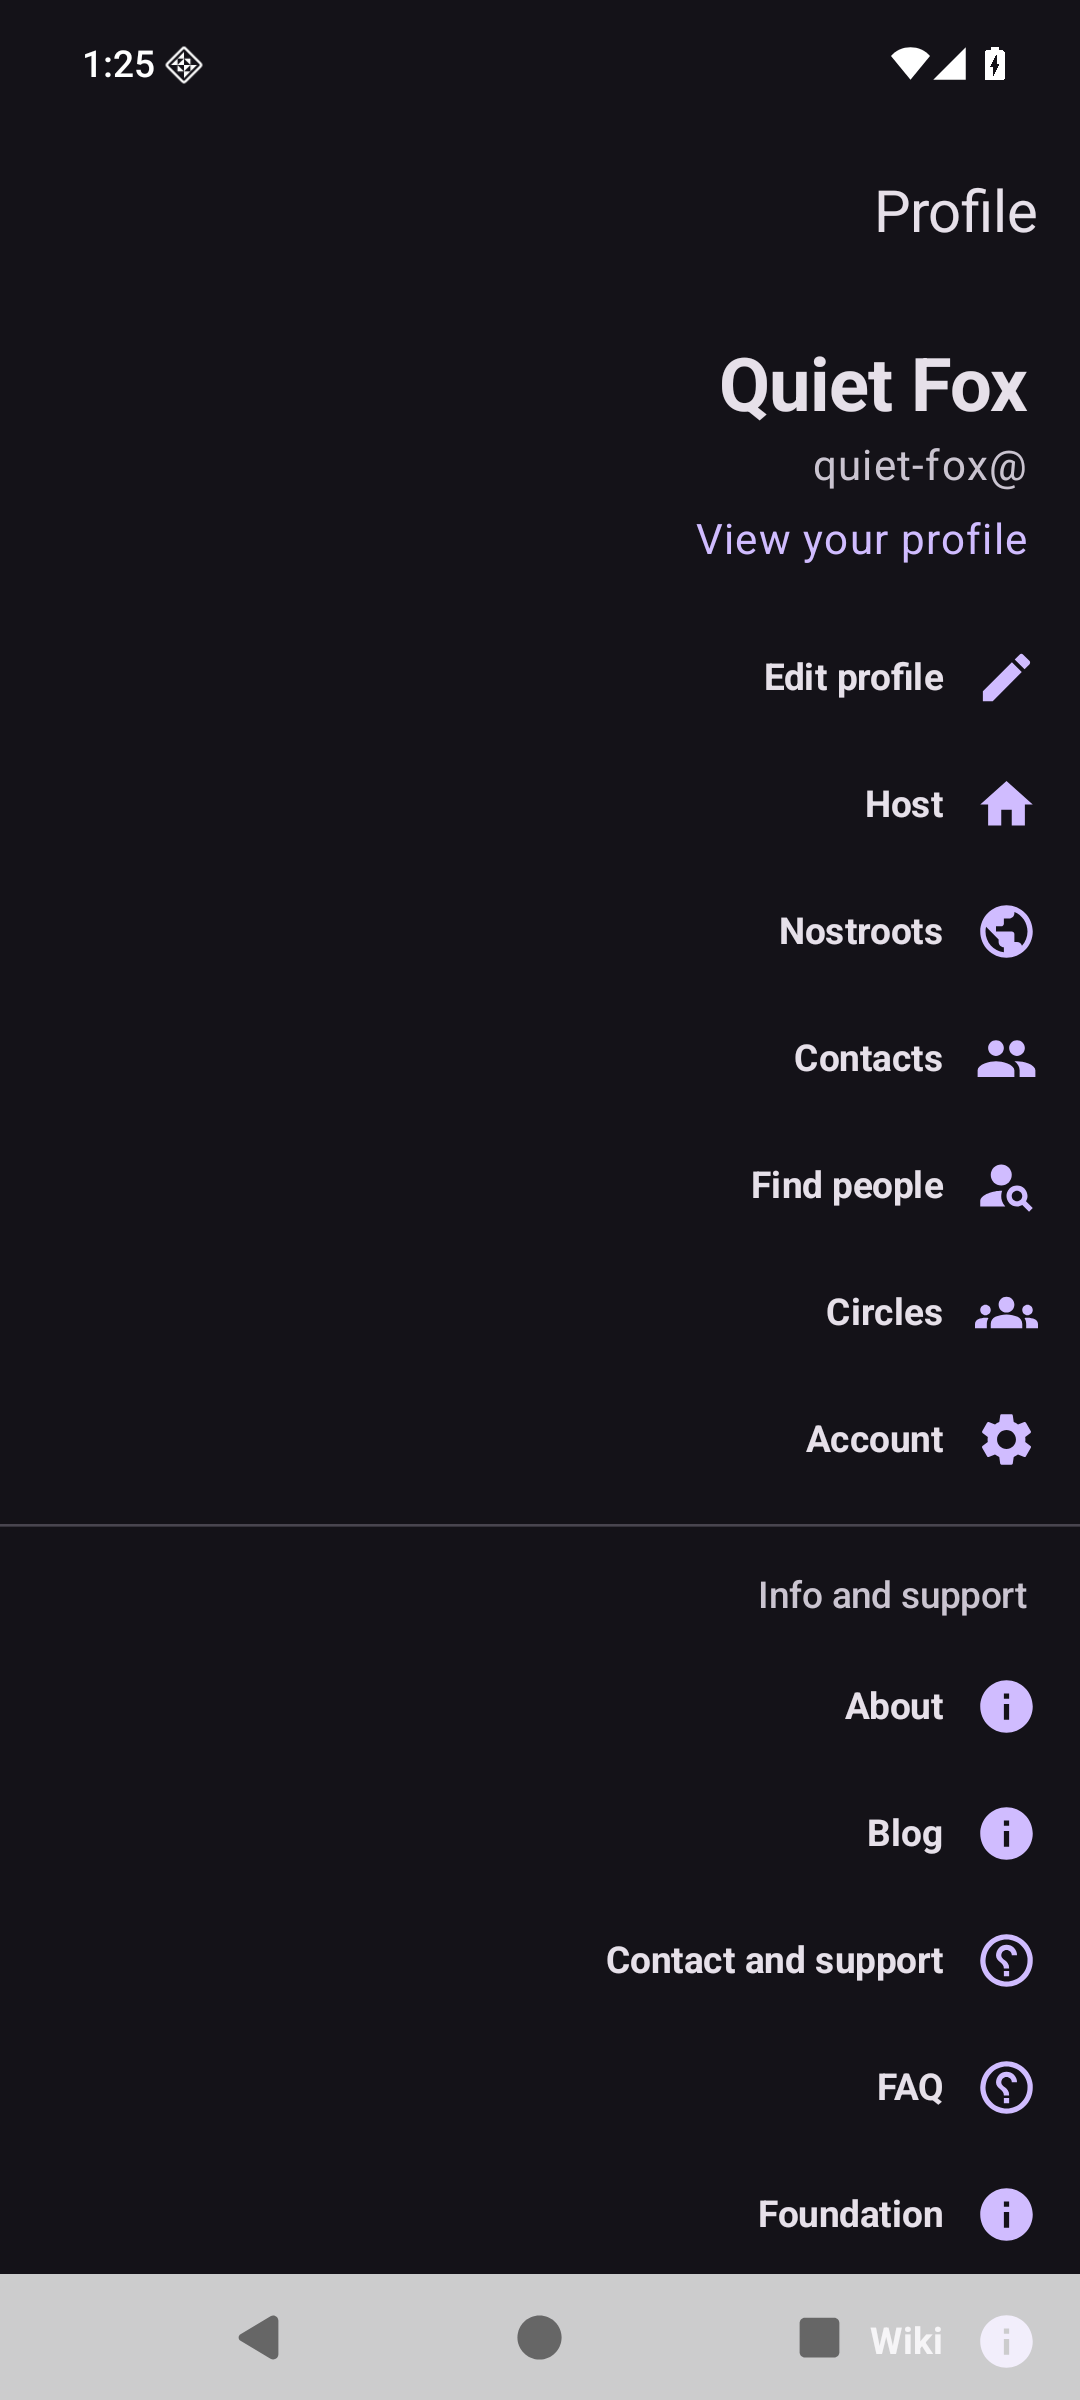 1:25
Profile
Quiet Fox
quiet-fox@
View your profile
Edit profile
Host
Nostroots
Contacts
Find people
Circles
Account
Info and support
About
Blog
Contact and support
FAQ
Foundation
Wiki